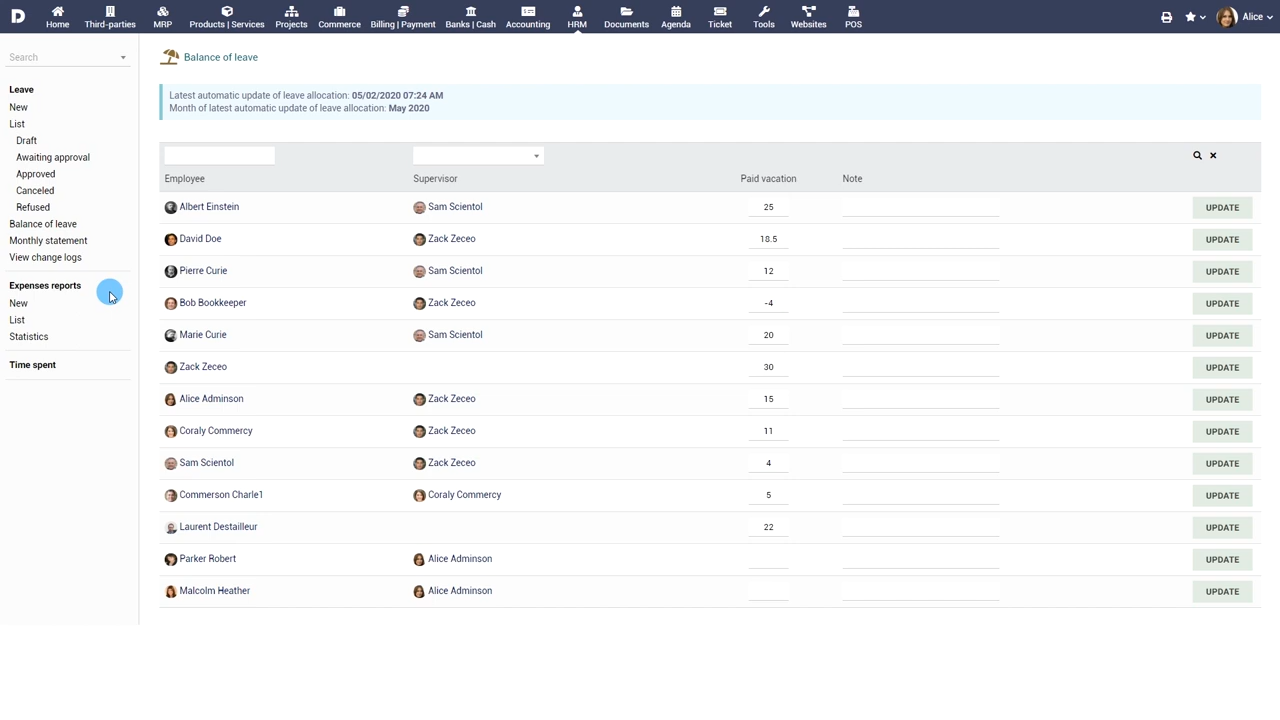 D Home Third-parties MRP Products | Services Projects Commerce Billing | Payment Banks | Cash Accounting HRM Documents Agenda Ticket Tools Websites POS Alice
Search
Leave
New
List
Draft
Awaiting approval
Approved
Canceled
Refused
Balance of leave
Monthly statement
View change logs
Expenses reports
New
List
Statistics
Time spent
Balance of leave
Latest automatic update of leave allocation: 05/02/2020 07:24 AM
Month of latest automatic update of leave allocation: May 2020
Employee Supervisor Paid vacation Note
Albert Einstein Sam Scientol 25 UPDATE
David Doe Zack Zeceo 18.5 UPDATE
Pierre Curie Sam Scientol 12 UPDATE
Bob Bookkeeper Zack Zeceo -4 UPDATE
Marie Curie Sam Scientol 20 UPDATE
Zack Zeceo 30 UPDATE
Alice Adminson Zack Zeceo 15 UPDATE
Coraly Commercy Zack Zeceo 11 UPDATE
Sam Scientol Zack Zeceo 4 UPDATE
Commerson Charle1 Coraly Commercy 5 UPDATE
Laurent Destailleur 22 UPDATE
Parker Robert Alice Adminson UPDATE
Malcolm Heather Alice Adminson UPDATE